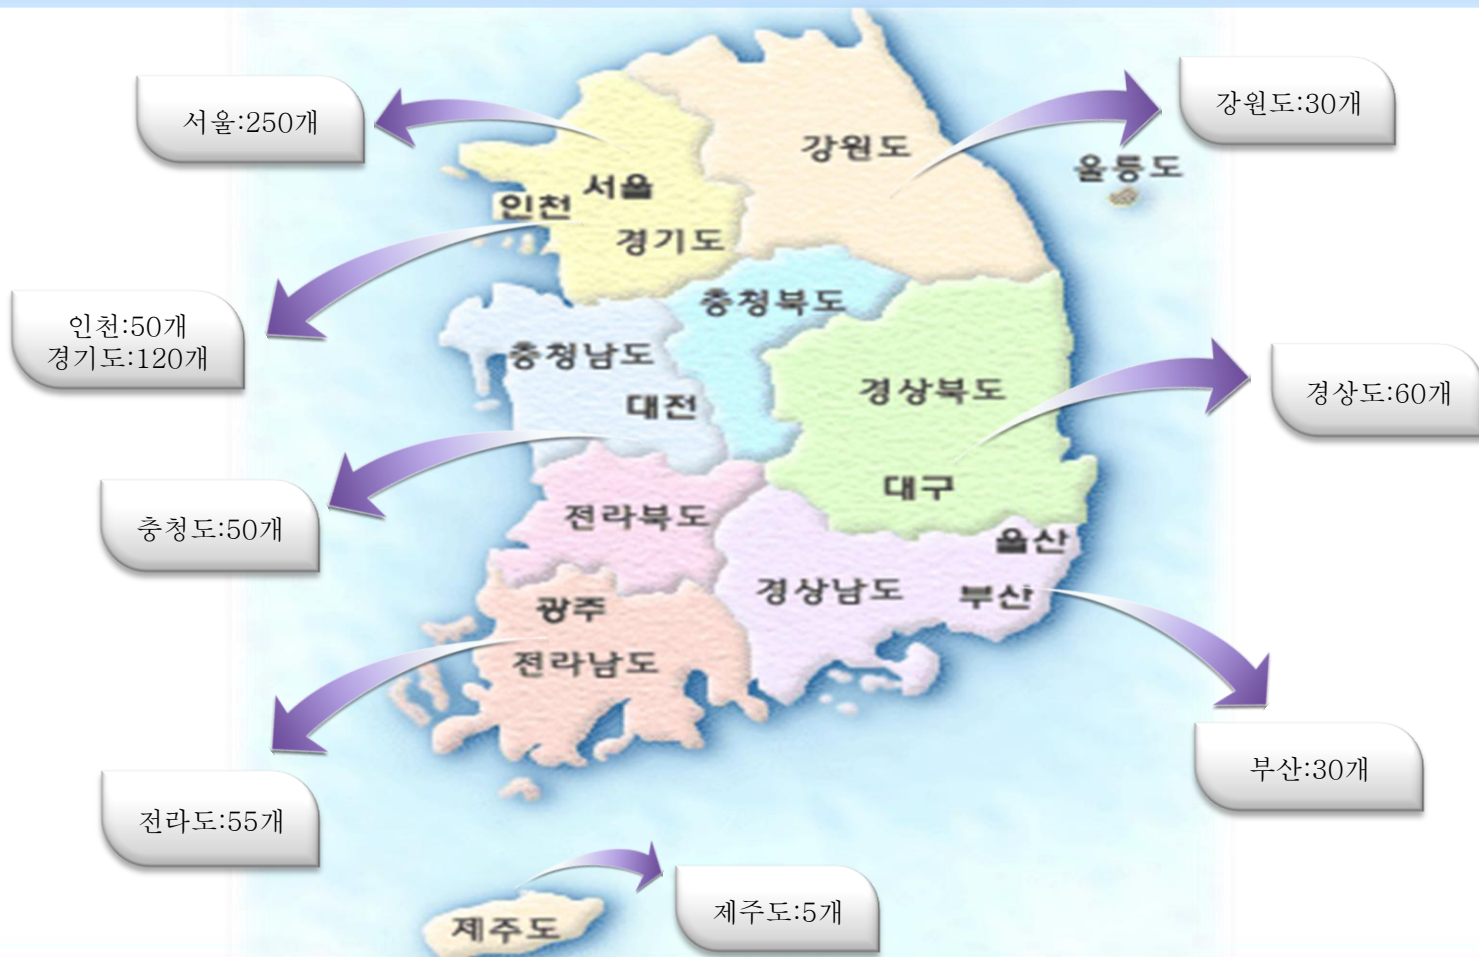 서울:250개
강원도:30개
강원도
울릉도
서울
인천
경기도
인천:50개
경기도:120개
충청북도
충청남도
대전
경상북도
경상도:60개
대구
충청도:50개
전라북도
울산
경상남도
부산
광주
전라남도
부산:30개
전라도:55개
제주도:5개
제주도